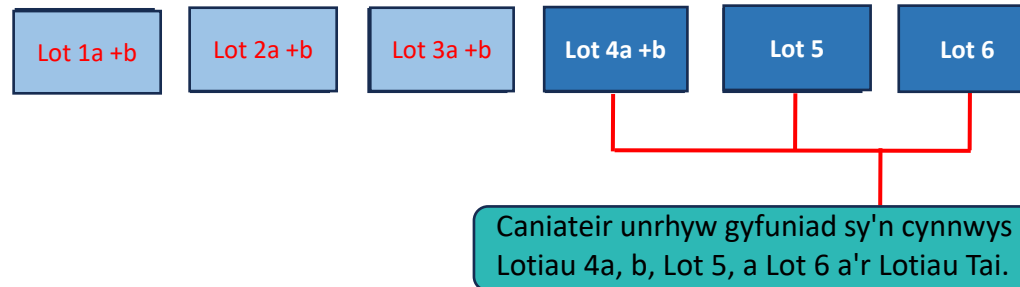 Lot 1a +b
Lot 2a +b
Lot 3a +b
Lot 4a +b
Lot 5
Lot 6
Caniateir unrhyw gyfuniad sy'n cynnwys
Lotiau 4a, b, Lot 5, a Lot 6 a'r Lotiau Tai.